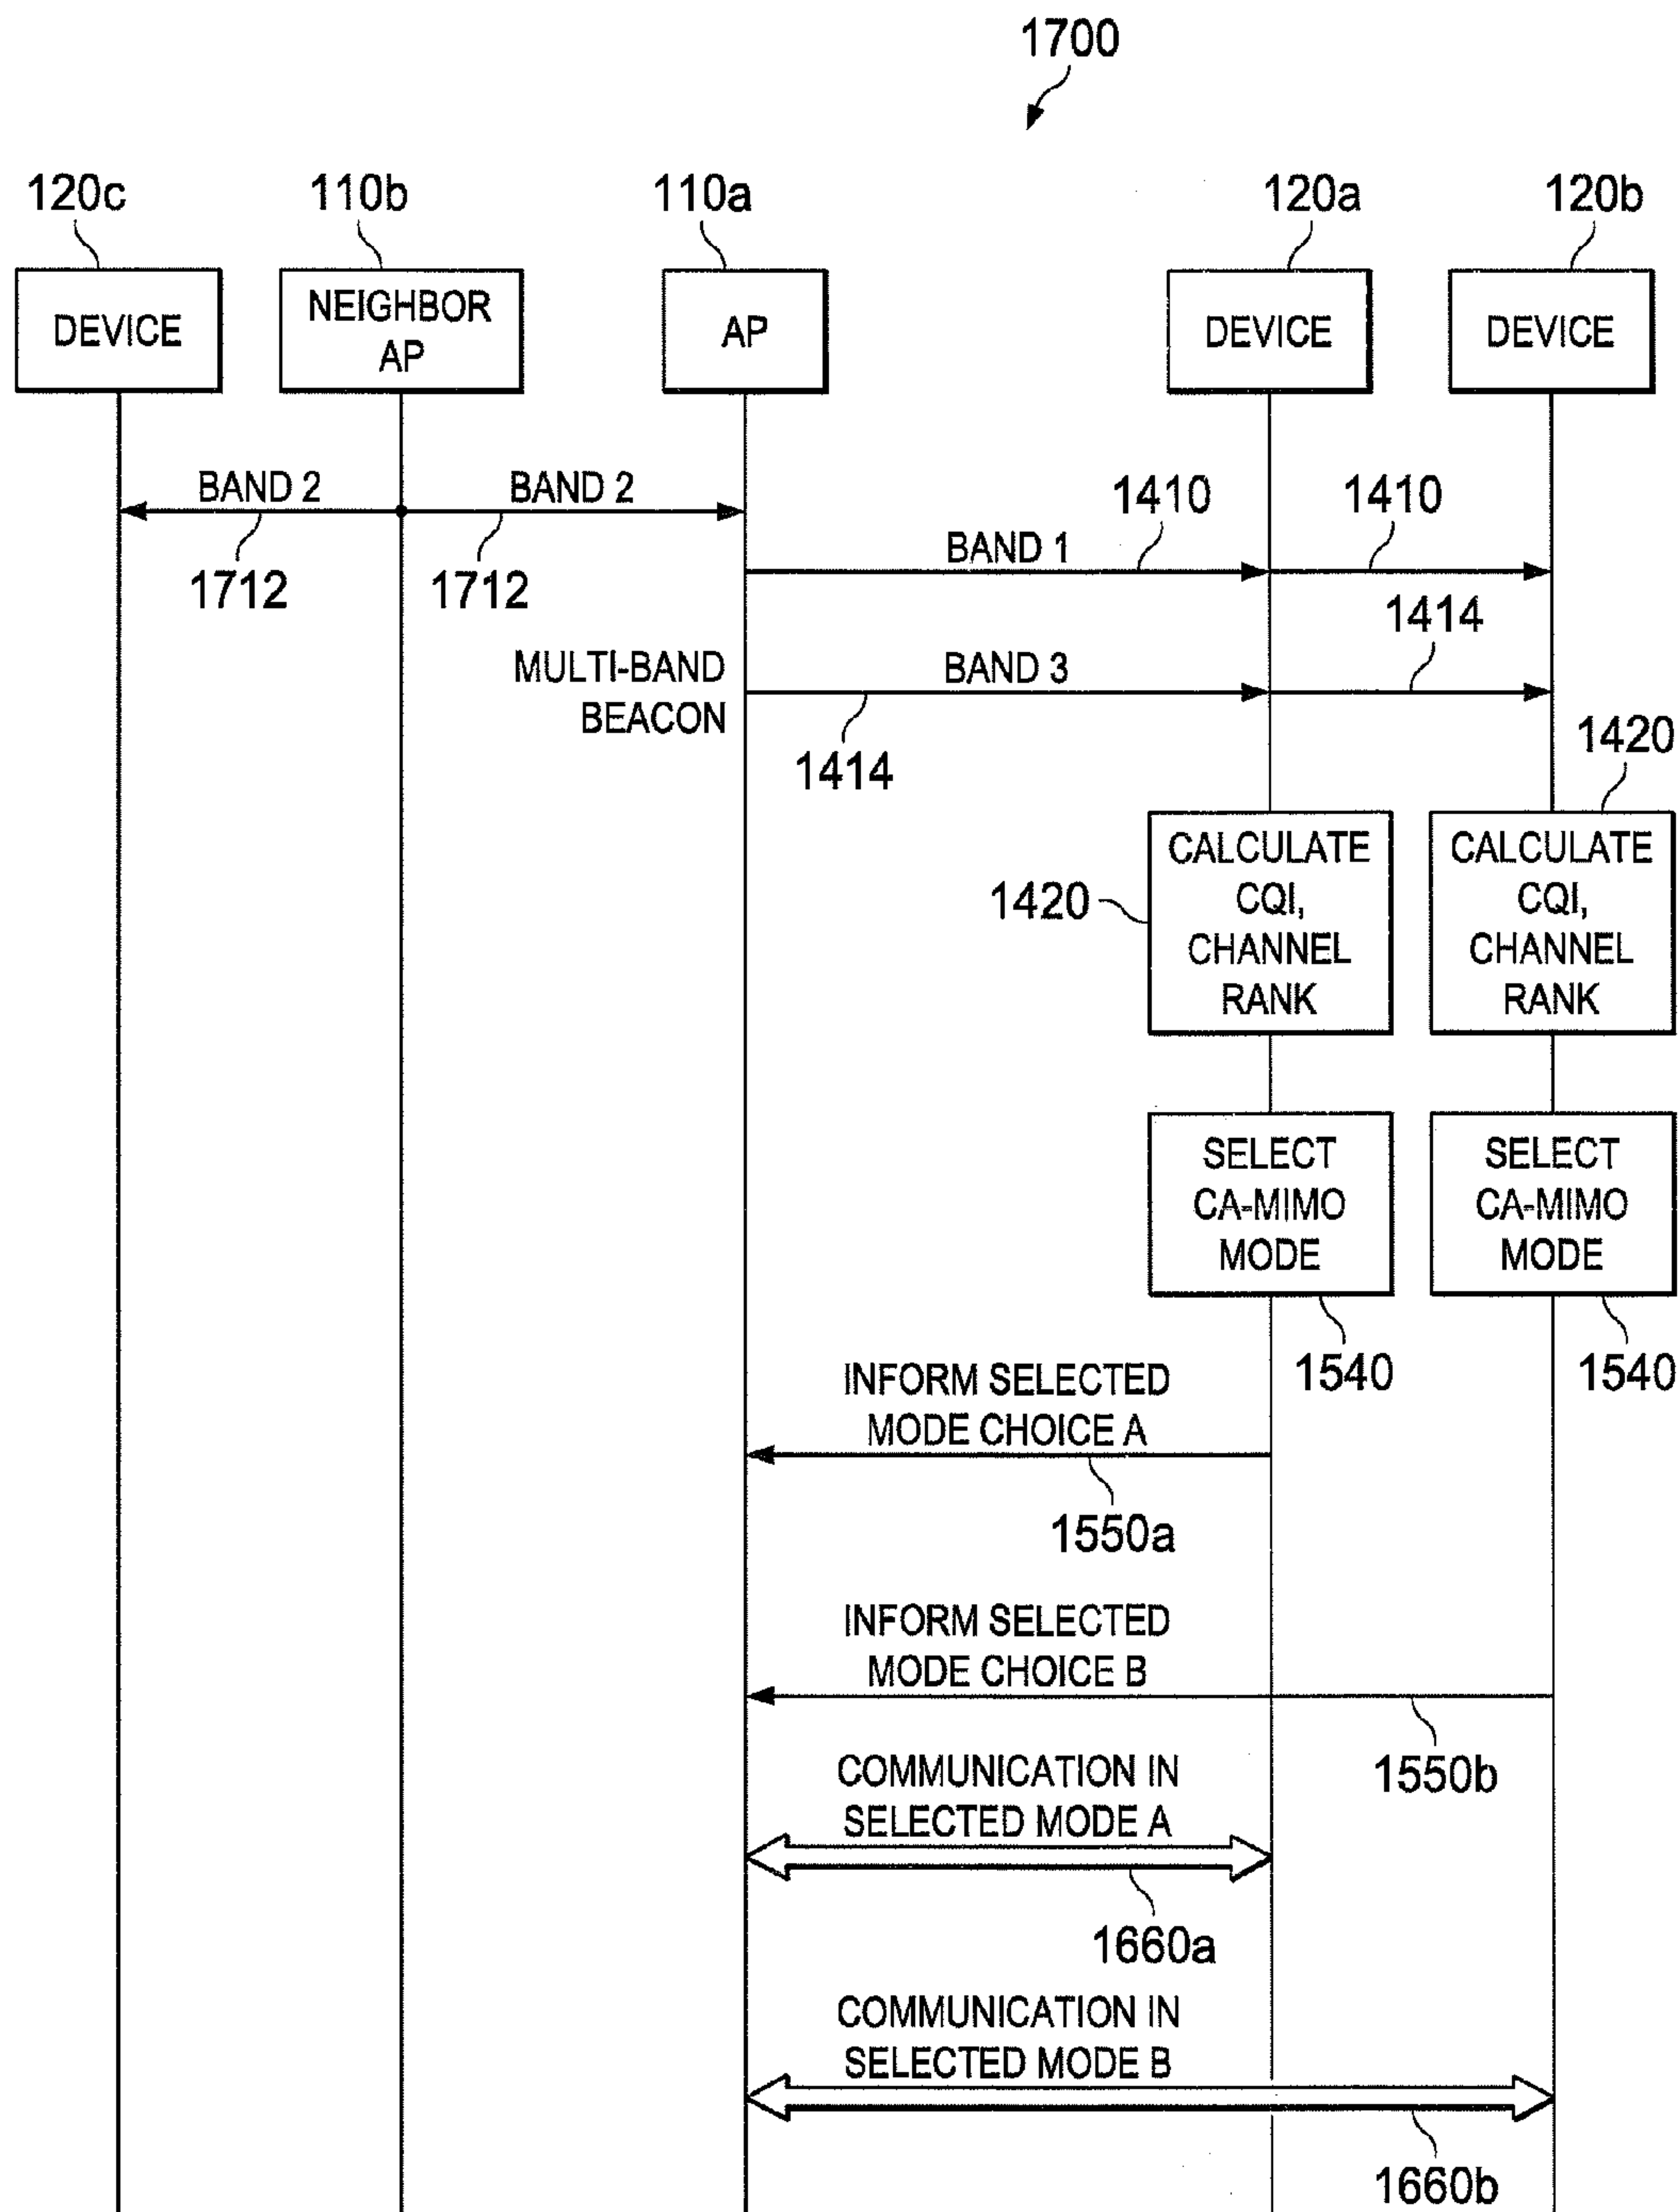 1700
120c
110b
110a
120a
120b
DEVICE
NEIGHBOR
AP
AP
DEVICE
DEVICE
BAND 2
BAND 2
1410
1410
BAND 1
1712
1712
1414
MULTI-BAND
BEACON
BAND 3
1414
1420
CALCULATE
CQI,
CHANNEL
RANK
CALCULATE
CQI,
CHANNEL
RANK
1420
SELECT
CA-MIMO
MODE
SELECT
CA-MIMO
MODE
1540
1540
INFORM SELECTED
MODE CHOICE A
1550a
INFORM SELECTED
MODE CHOICE B
1550b
COMMUNICATION IN
SELECTED MODE A
1660a
COMMUNICATION IN
SELECTED MODE B
1660b